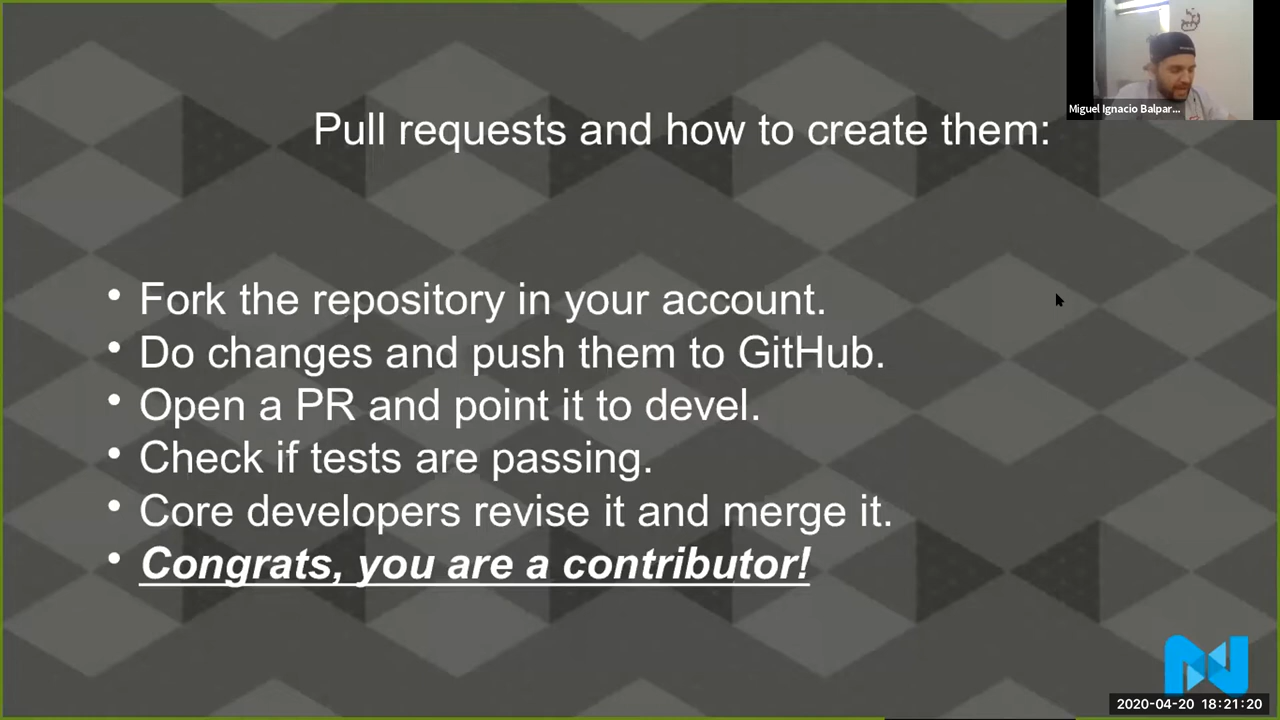 Miguel Ignacio Balpar...
Pull requests and how to create them:
• Fork the repository in your account.
• Do changes and push them to GitHub.
• Open a PR and point it to devel.
• Check if tests are passing.
• Core developers revise it and merge it.
• Congrats, you are a contributor!
2020-04-20 18:21:20